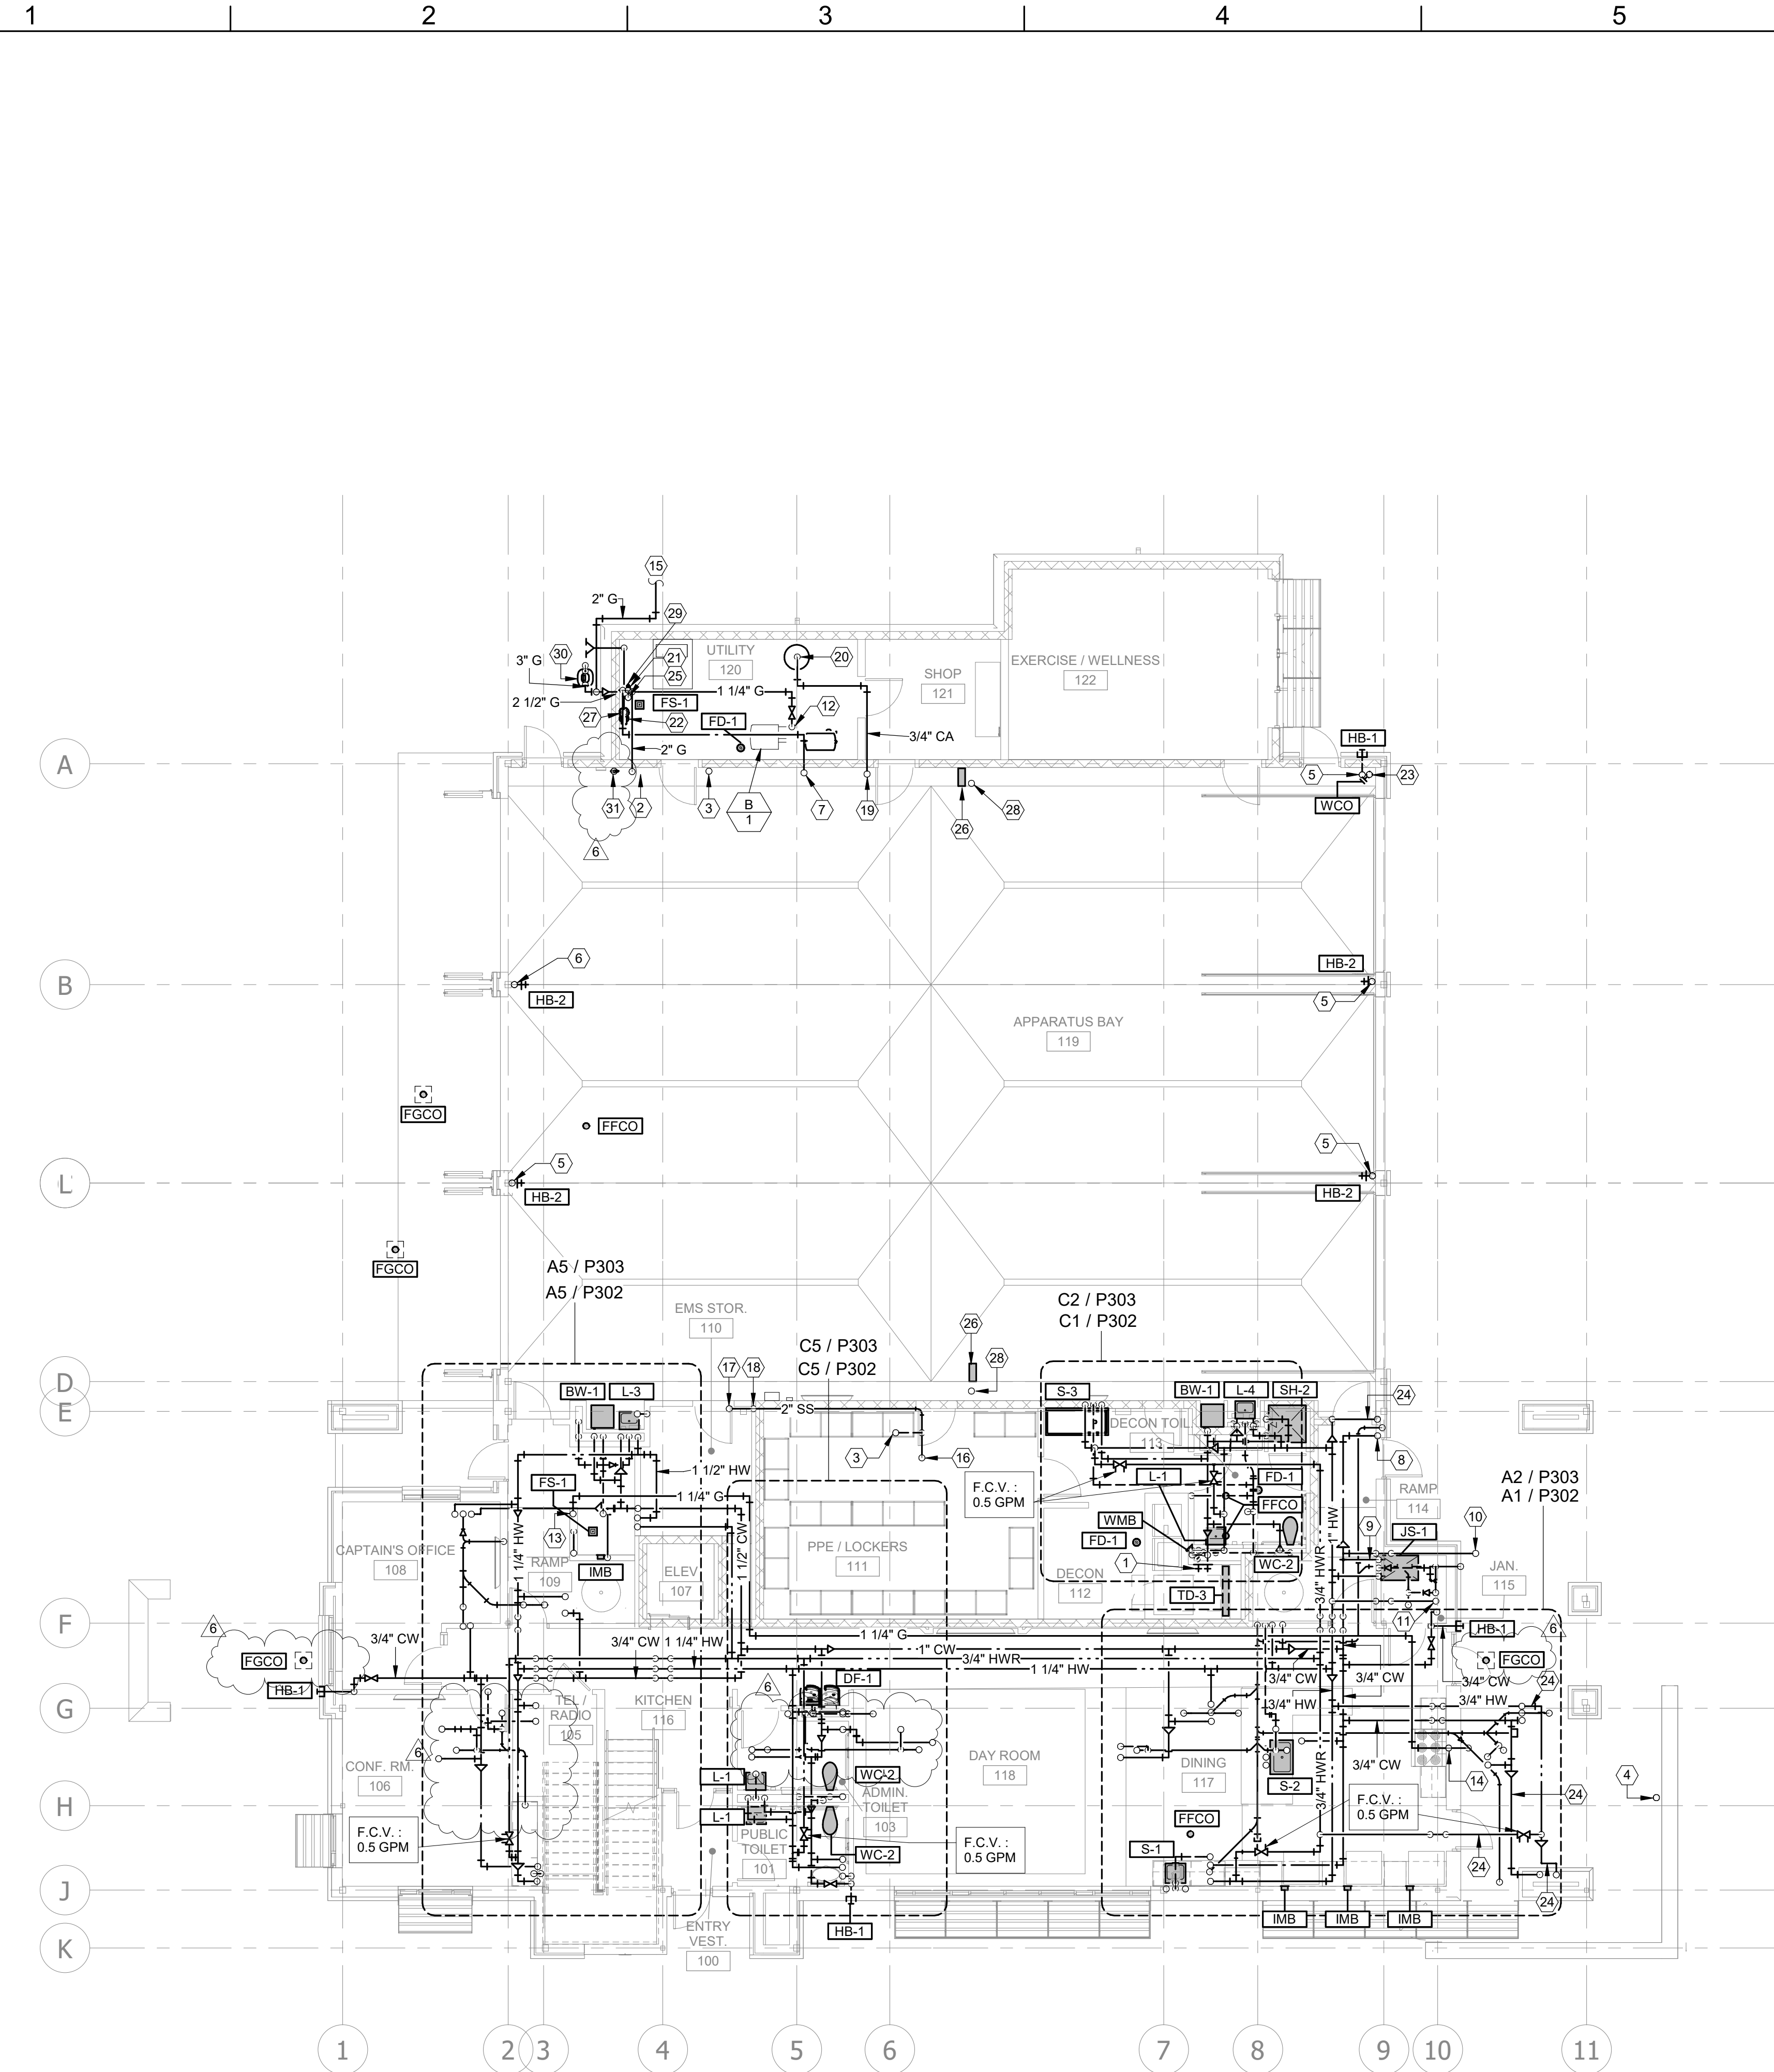 1
2
3
4
5
15
2" G
29
30
3" G
21
25
UTILITY
120
20
EXERCISE / WELLNESS
122
SHOP
121
2 1/2" G
1 1/4" G
FS-1
27
22
FD-1
12
3/4" CA
2" G
HB-1
A
5
23
31
2
3
B
1
7
19
26
28
WCO
6
6
HB-2
B
HB-2
5
APPARATUS BAY
119
FGCO
FFCO
5
5
L
HB-2
HB-2
FGCO
A5 / P303
A5 / P302
EMS STOR.
110
26
28
C2 / P303
C1 / P302
C5 / P303
C5 / P302
D
17
18
BW-1
L-3
S-3
BW-1
L-4
SH-2
24
E
2" SS
DECON TOIL.
113
3
16
8
1 1/2" HW
FS-1
1 1/4" G
F.C.V. :
0.5 GPM
L-1
FD-1
FFCO
RAMP
114
A2 / P303
A1 / P302
WMB
FD-1
1 1/4" HW
13
1 1/2" CW
3/4" HWR
1" HW
9
JS-1
10
CAPTAIN'S OFFICE
108
RAMP
109
IMB
ELEV
107
PPE / LOCKERS
111
DECON
112
1
WC-2
TD-3
JAN.
115
11
F
6
3/4" CW
3/4" CW
1 1/4" HW
1 1/4" G
1" CW
3/4" HWR
1 1/4" HW
HB-1
6
FGCO
FGCO
HB-1
DF-1
6
3/4" CW
3/4" CW
3/4" CW
24
G
TEL /
RADIO
105
KITCHEN
116
3/4" HW
3/4" HW
6
CONF. RM.
106
L-1
WC-2
DAY ROOM
118
DINING
117
3/4" CW
S-2
3/4" HWR
14
4
H
L-1
ADMIN.
TOILET
103
F.C.V. :
0.5 GPM
24
F.C.V. :
0.5 GPM
PUBLIC
TOILET
101
F.C.V. :
0.5 GPM
FFCO
S-1
WC-2
24
J
24
IMB
IMB
IMB
HB-1
ENTRY
VEST.
100
K
1
2
3
4
5
6
7
8
9
10
11